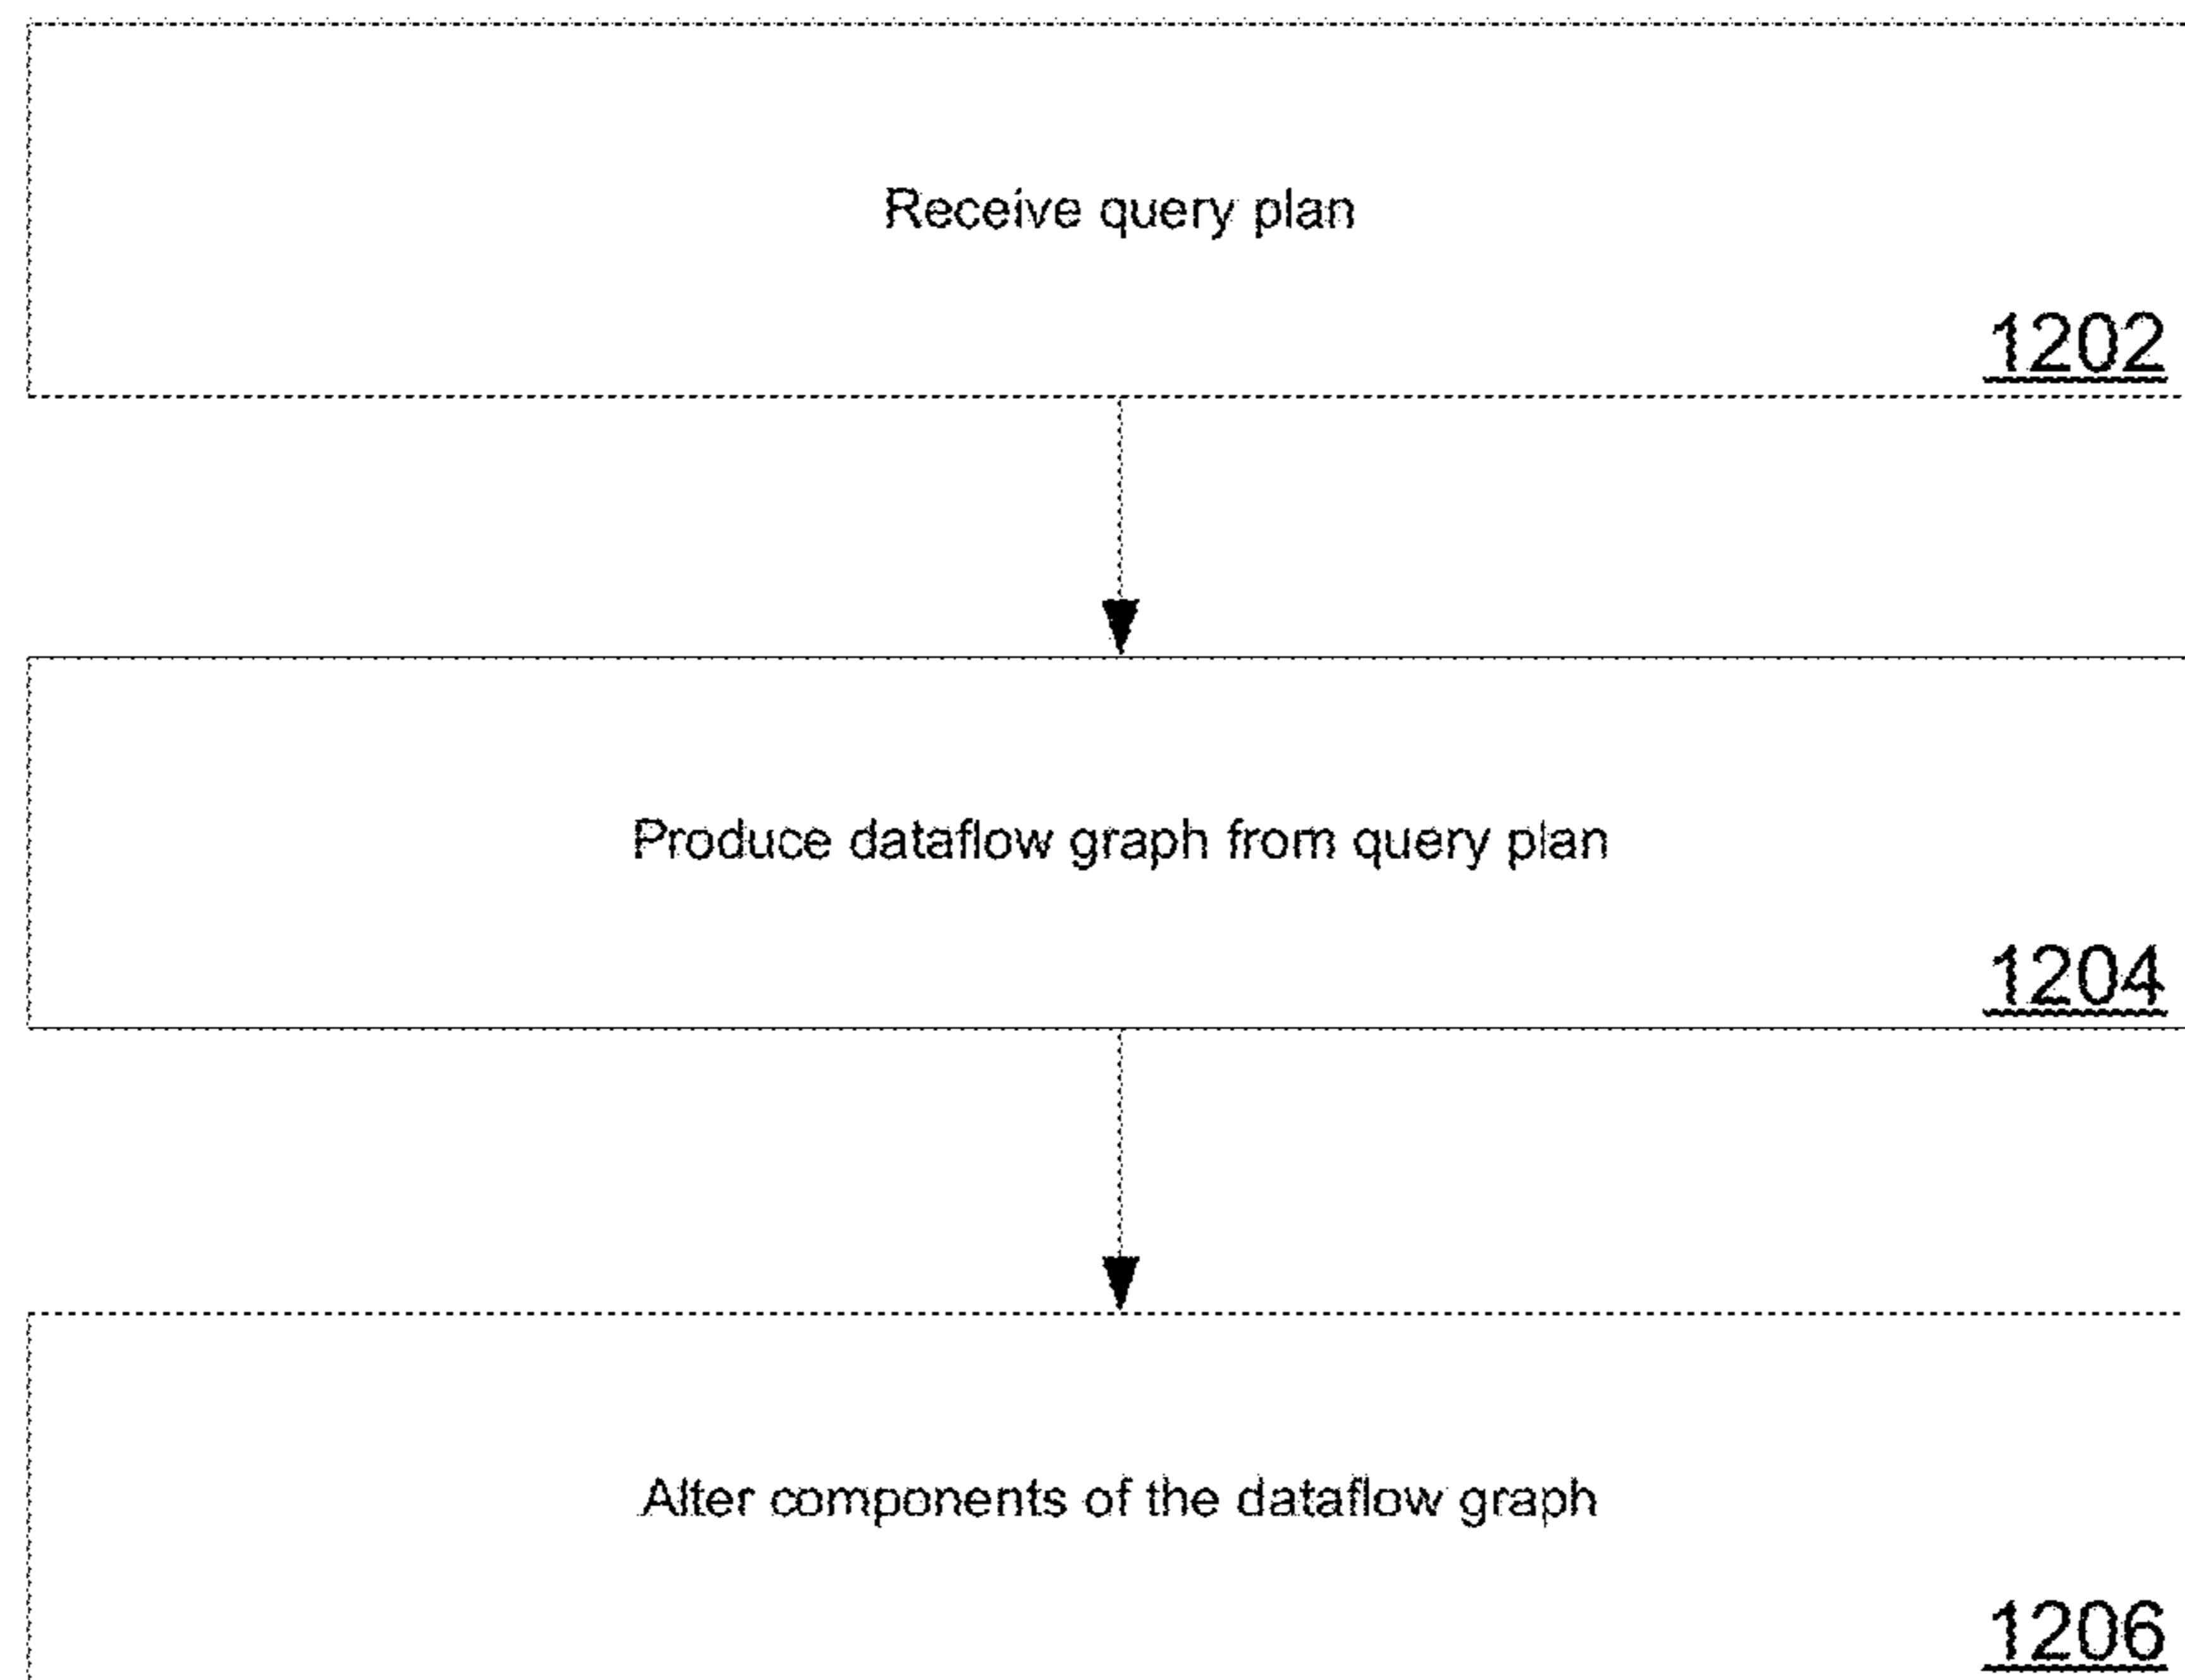 Receive query plan
1202
Produce dataflow graph from query plan
1204
Alter components of the dataflow graph
1206